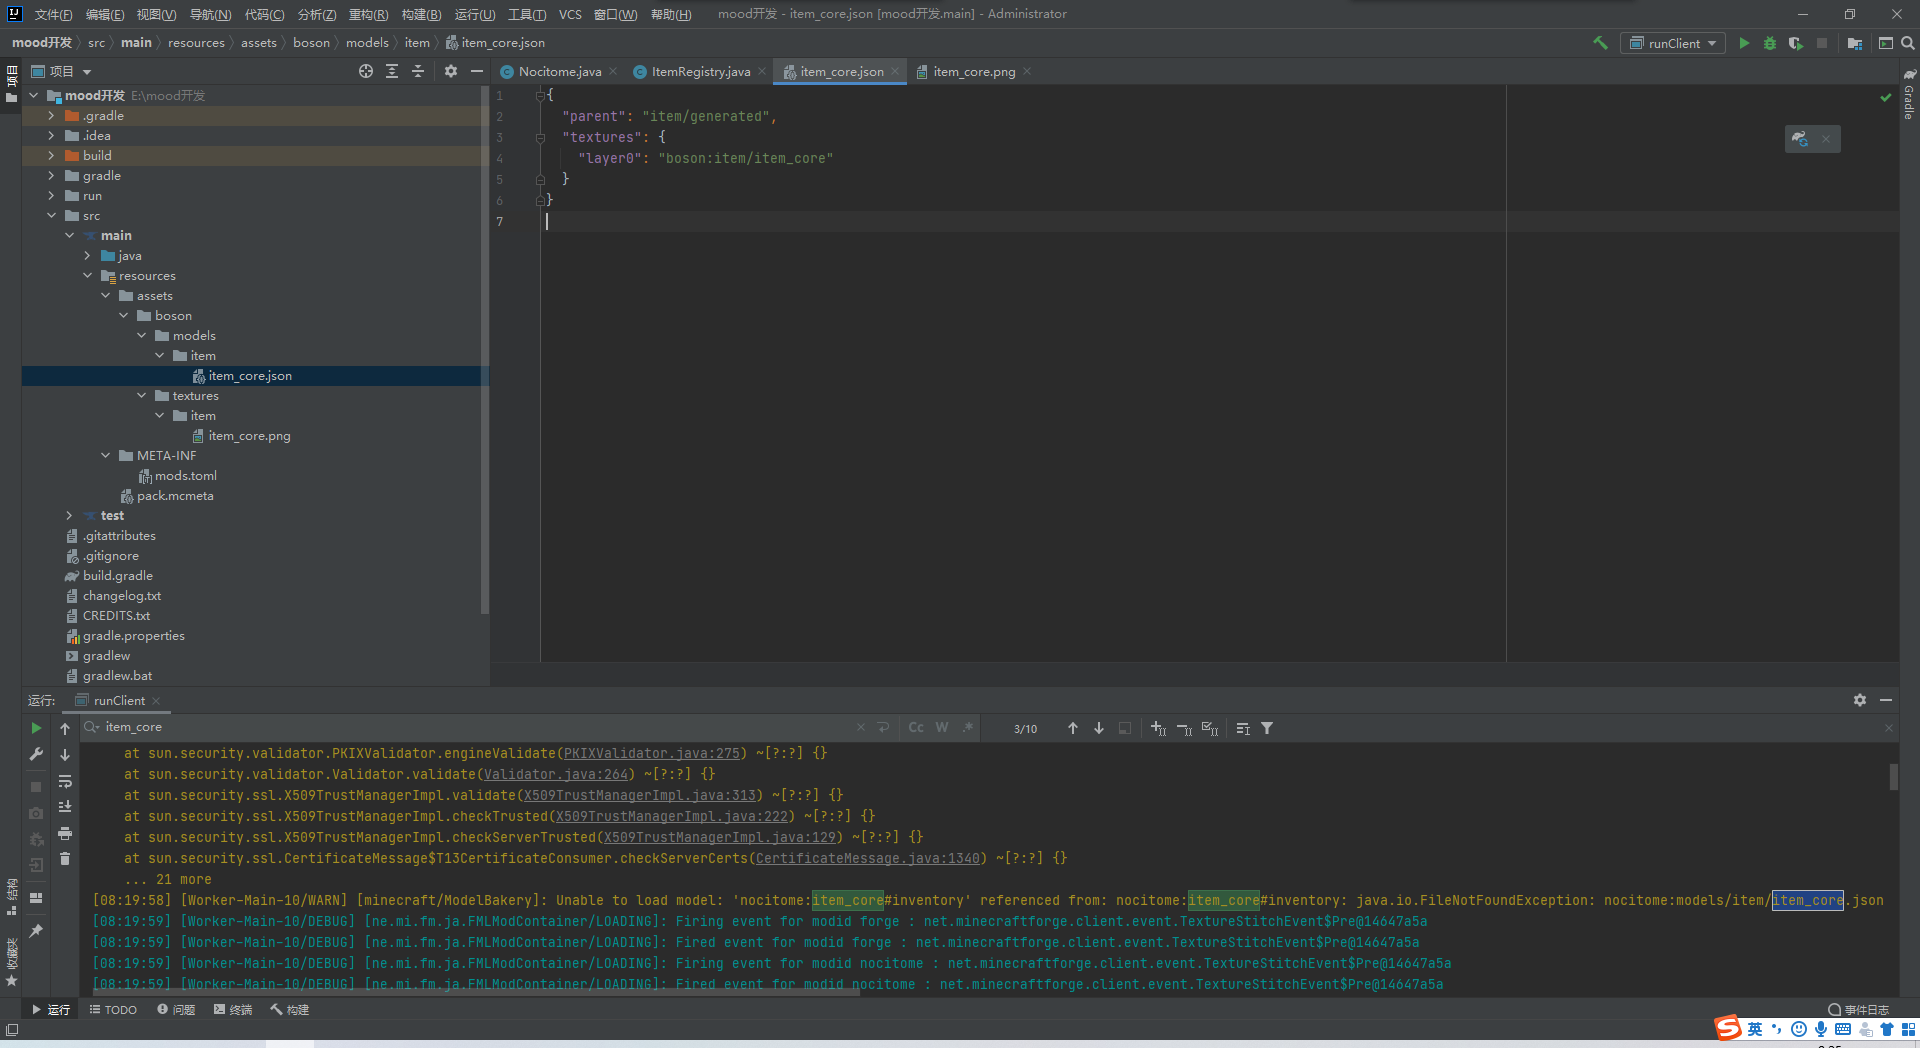 文件(F) 编辑(E) 视图(V) 导航(N) 代码(C) 分析(Z) 重构(R) 构建(B) 运行(U) 工具(T) VCS 窗口(W) 帮助(H) mood开发 - item_core.json [mood开发.main] - Administrator
mood开发 src main resources assets boson models item item_core.json runClient
项目
项目
Nocitome.java ItemRegistry.java item_core.json item_core.png
Gradle
mood开发 E:\mood开发
.gradle
.idea
build
gradle
run
src
main
java
resources
assets
boson
models
item
item_core.json
textures
item
item_core.png
META-INF
mods.toml
pack.mcmeta
test
.gitattributes
.gitignore
build.gradle
changelog.txt
CREDITS.txt
gradle.properties
gradlew
gradlew.bat
1 {
2 "parent": "item/generated",
3 "textures": {
4 "layer0": "boson:item/item_core"
5 }
6 }
7
运行: runClient
item_core Cc W .* 3/10
at sun.security.validator.PKIXValidator.engineValidate(PKIXValidator.java:275) ~[?:?] {}
at sun.security.validator.Validator.validate(Validator.java:264) ~[?:?] {}
at sun.security.ssl.X509TrustManagerImpl.validate(X509TrustManagerImpl.java:313) ~[?:?] {}
at sun.security.ssl.X509TrustManagerImpl.checkTrusted(X509TrustManagerImpl.java:222) ~[?:?] {}
at sun.security.ssl.X509TrustManagerImpl.checkServerTrusted(X509TrustManagerImpl.java:129) ~[?:?] {}
at sun.security.ssl.CertificateMessage$T13CertificateConsumer.checkServerCerts(CertificateMessage.java:1340) ~[?:?] {}
... 21 more
[08:19:58] [Worker-Main-10/WARN] [minecraft/ModelBakery]: Unable to load model: 'nocitome:item_core#inventory' referenced from: nocitome:item_core#inventory: java.io.FileNotFoundException: nocitome:models/item/item_core.json
[08:19:59] [Worker-Main-10/DEBUG] [ne.mi.fm.ja.FMLModContainer/LOADING]: Firing event for modid forge : net.minecraftforge.client.event.TextureStitchEvent$Pre@14647a5a
[08:19:59] [Worker-Main-10/DEBUG] [ne.mi.fm.ja.FMLModContainer/LOADING]: Fired event for modid forge : net.minecraftforge.client.event.TextureStitchEvent$Pre@14647a5a
[08:19:59] [Worker-Main-10/DEBUG] [ne.mi.fm.ja.FMLModContainer/LOADING]: Firing event for modid nocitome : net.minecraftforge.client.event.TextureStitchEvent$Pre@14647a5a
[08:19:59] [Worker-Main-10/DEBUG] [ne.mi.fm.ja.FMLModContainer/LOADING]: Fired event for modid nocitome : net.minecraftforge.client.event.TextureStitchEvent$Pre@14647a5a
结构
收藏夹
运行 TODO 问题 终端 构建 事件日志
英